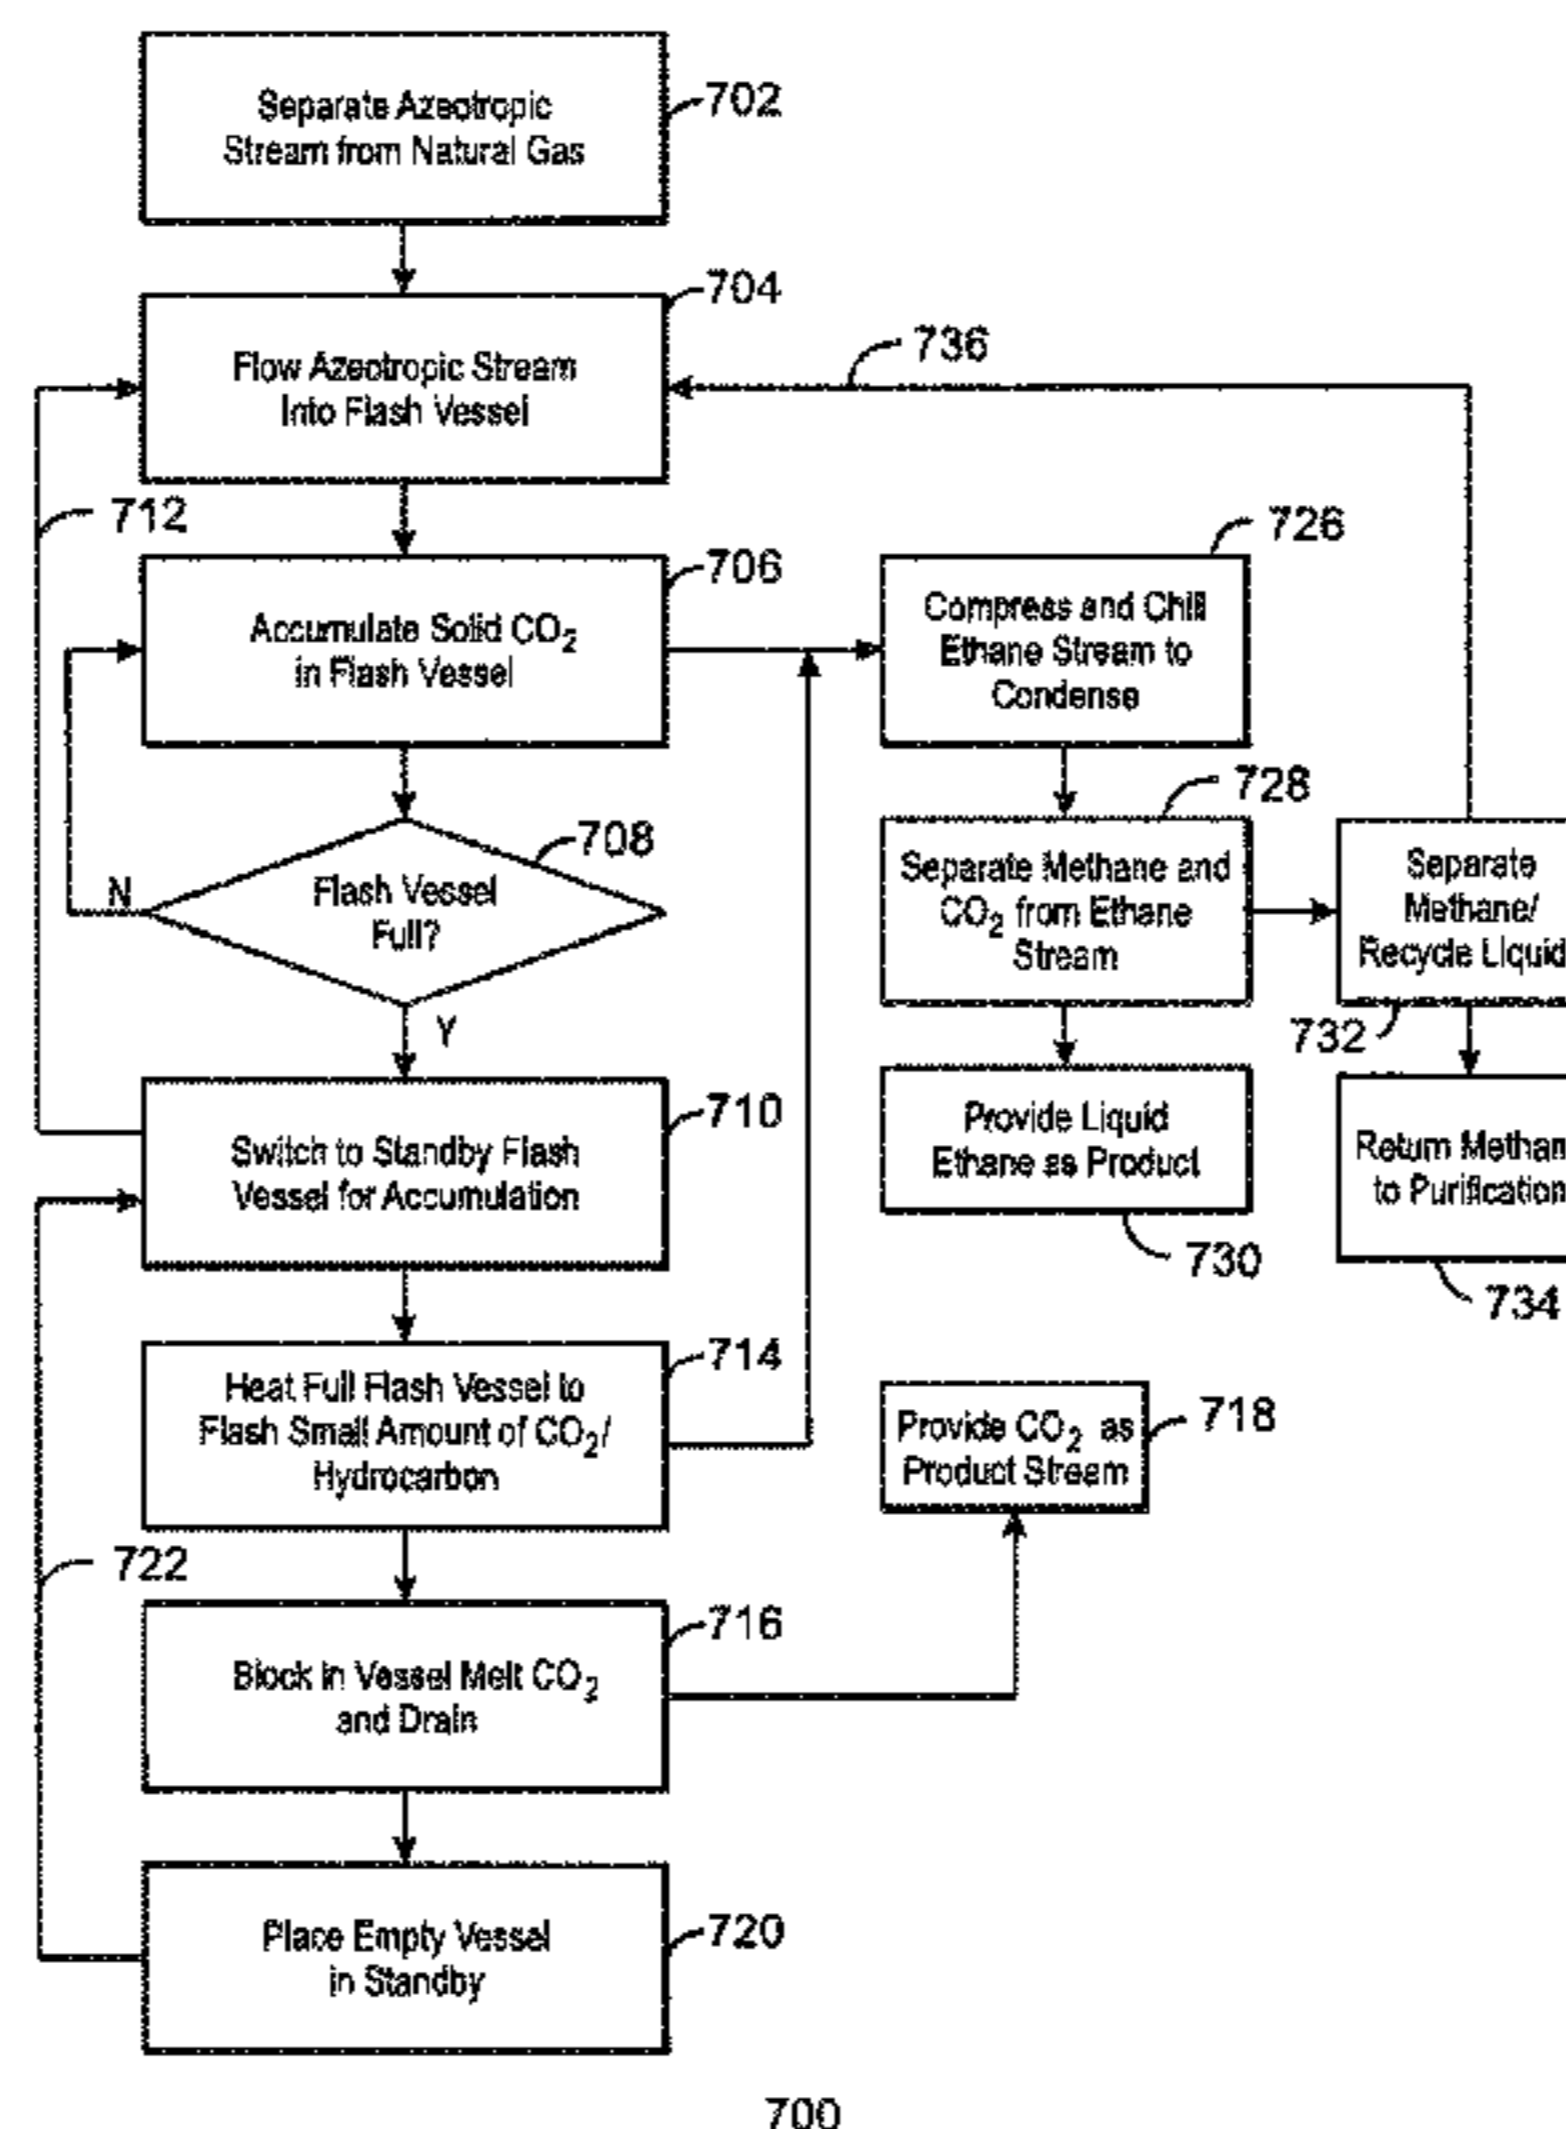 Separate Azeotropic
Stream from Natural Gas
702
Flow Azeotropic Stream
Into Flash Vessel
704
736
712
Accumulate Solid CO2
in Flash Vessel
706
Compress and Chill
Ethane Stream to
Condense
726
Flash Vessel
Full?
708
N
Y
Separate Methane and
CO2 from Ethane
Stream
728
Separate
Methane/
Recycle Liquid
732
Switch to Standby Flash
Vessel for Accumulation
710
Provide Liquid
Ethane as Product
730
Return Methan
to Purification
734
Heat Full Flash Vessel to
Flash Small Amount of CO2/
Hydrocarbon
714
Provide CO2 as
Product Stream
718
722
Block in Vessel Melt CO2
and Drain
716
Place Empty Vessel
in Standby
720
700